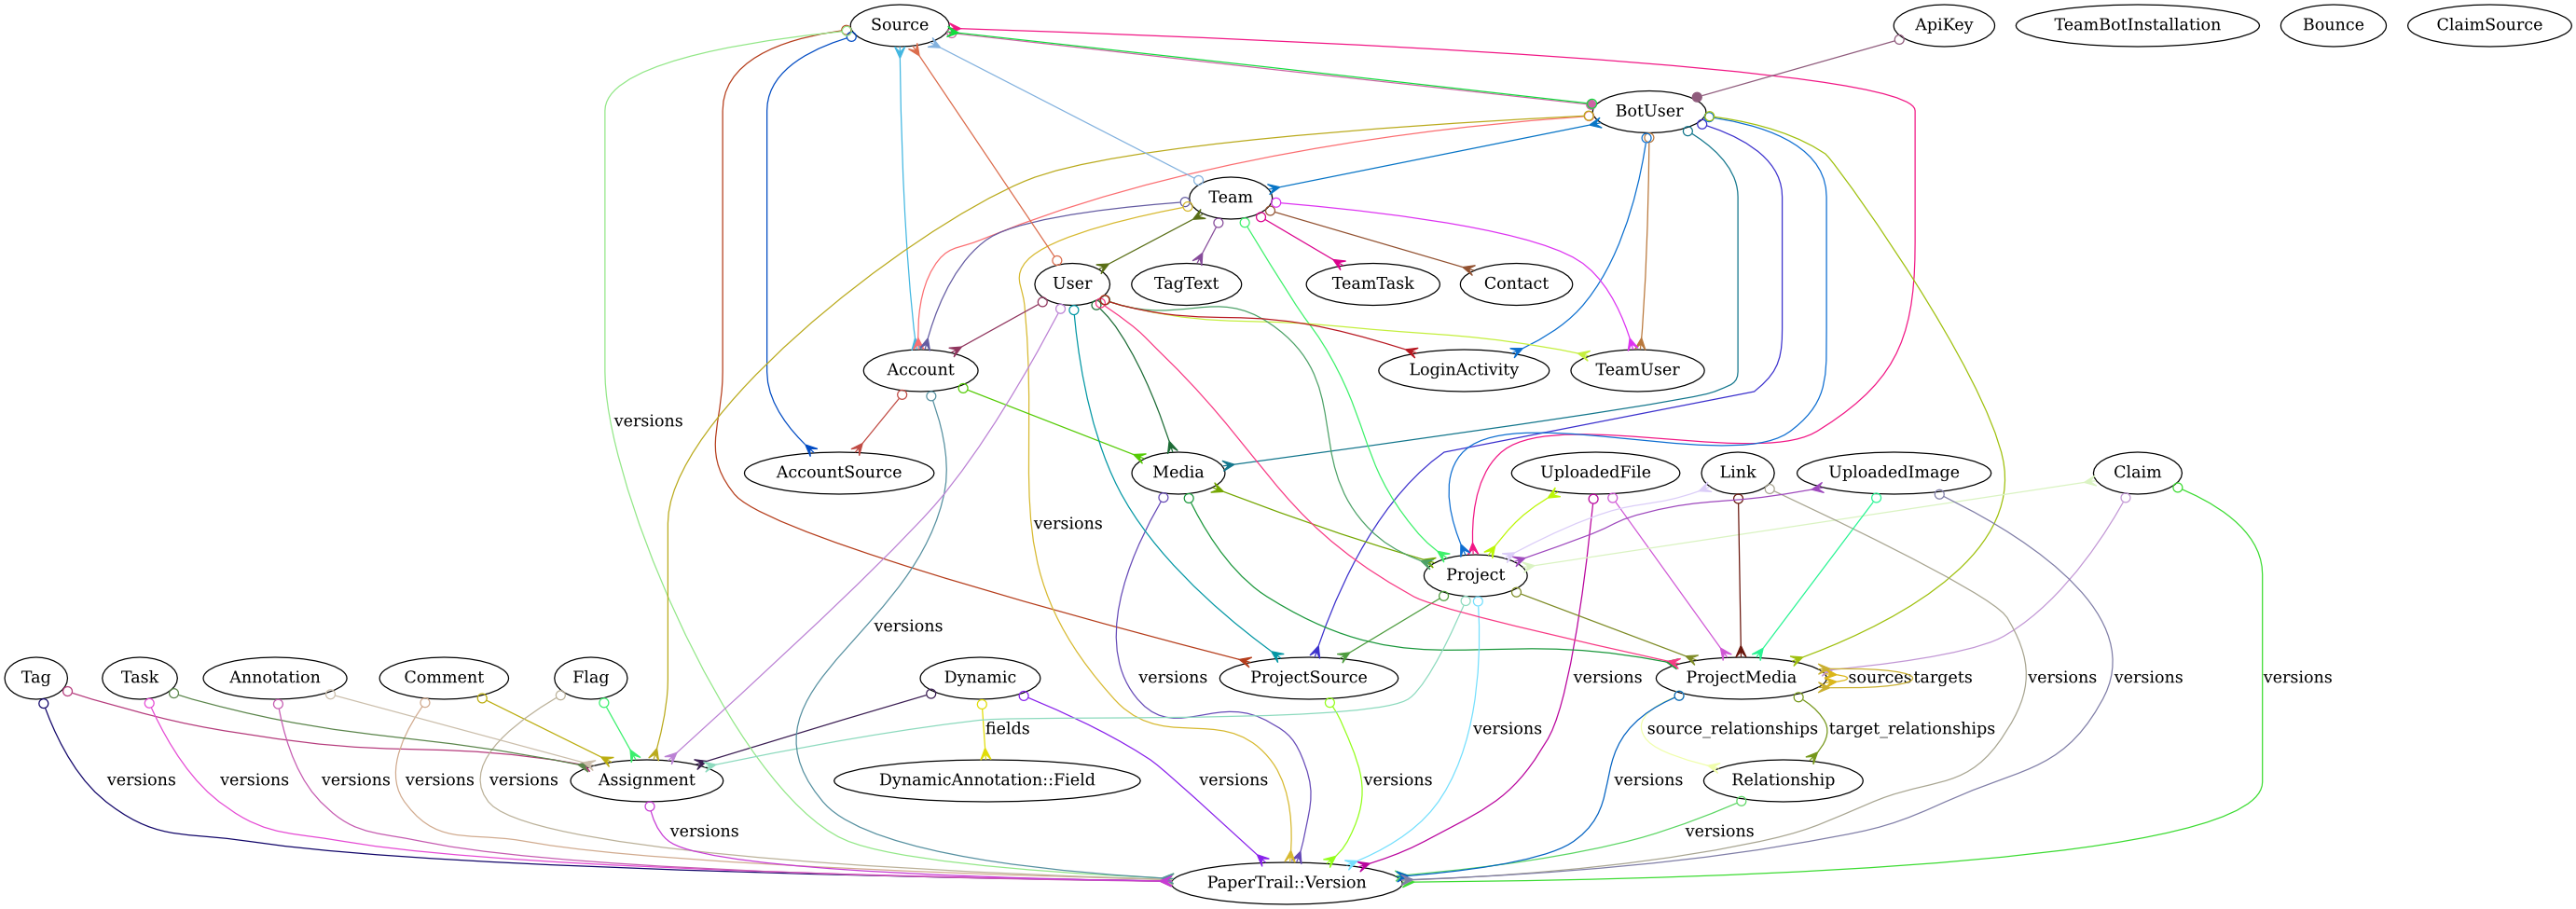 Source
ApiKey
TeamBotInstallation
Bounce
ClaimSource
BotUser
Team
User
TagText
TeamTask
Contact
Account
LoginActivity
TeamUser
versions
AccountSource
Media
UploadedFile
Link
UploadedImage
Claim
versions
Project
versions
Tag
Task
Annotation
Comment
Flag
Dynamic
versions
ProjectSource
versions
ProjectMedia
sources
targets
versions
versions
versions
fields
versions
source_relationships
target_relationships
versions
versions
versions
versions
versions
Assignment
versions
DynamicAnnotation::Field
versions
versions
Relationship
versions
versions
PaperTrail::Version